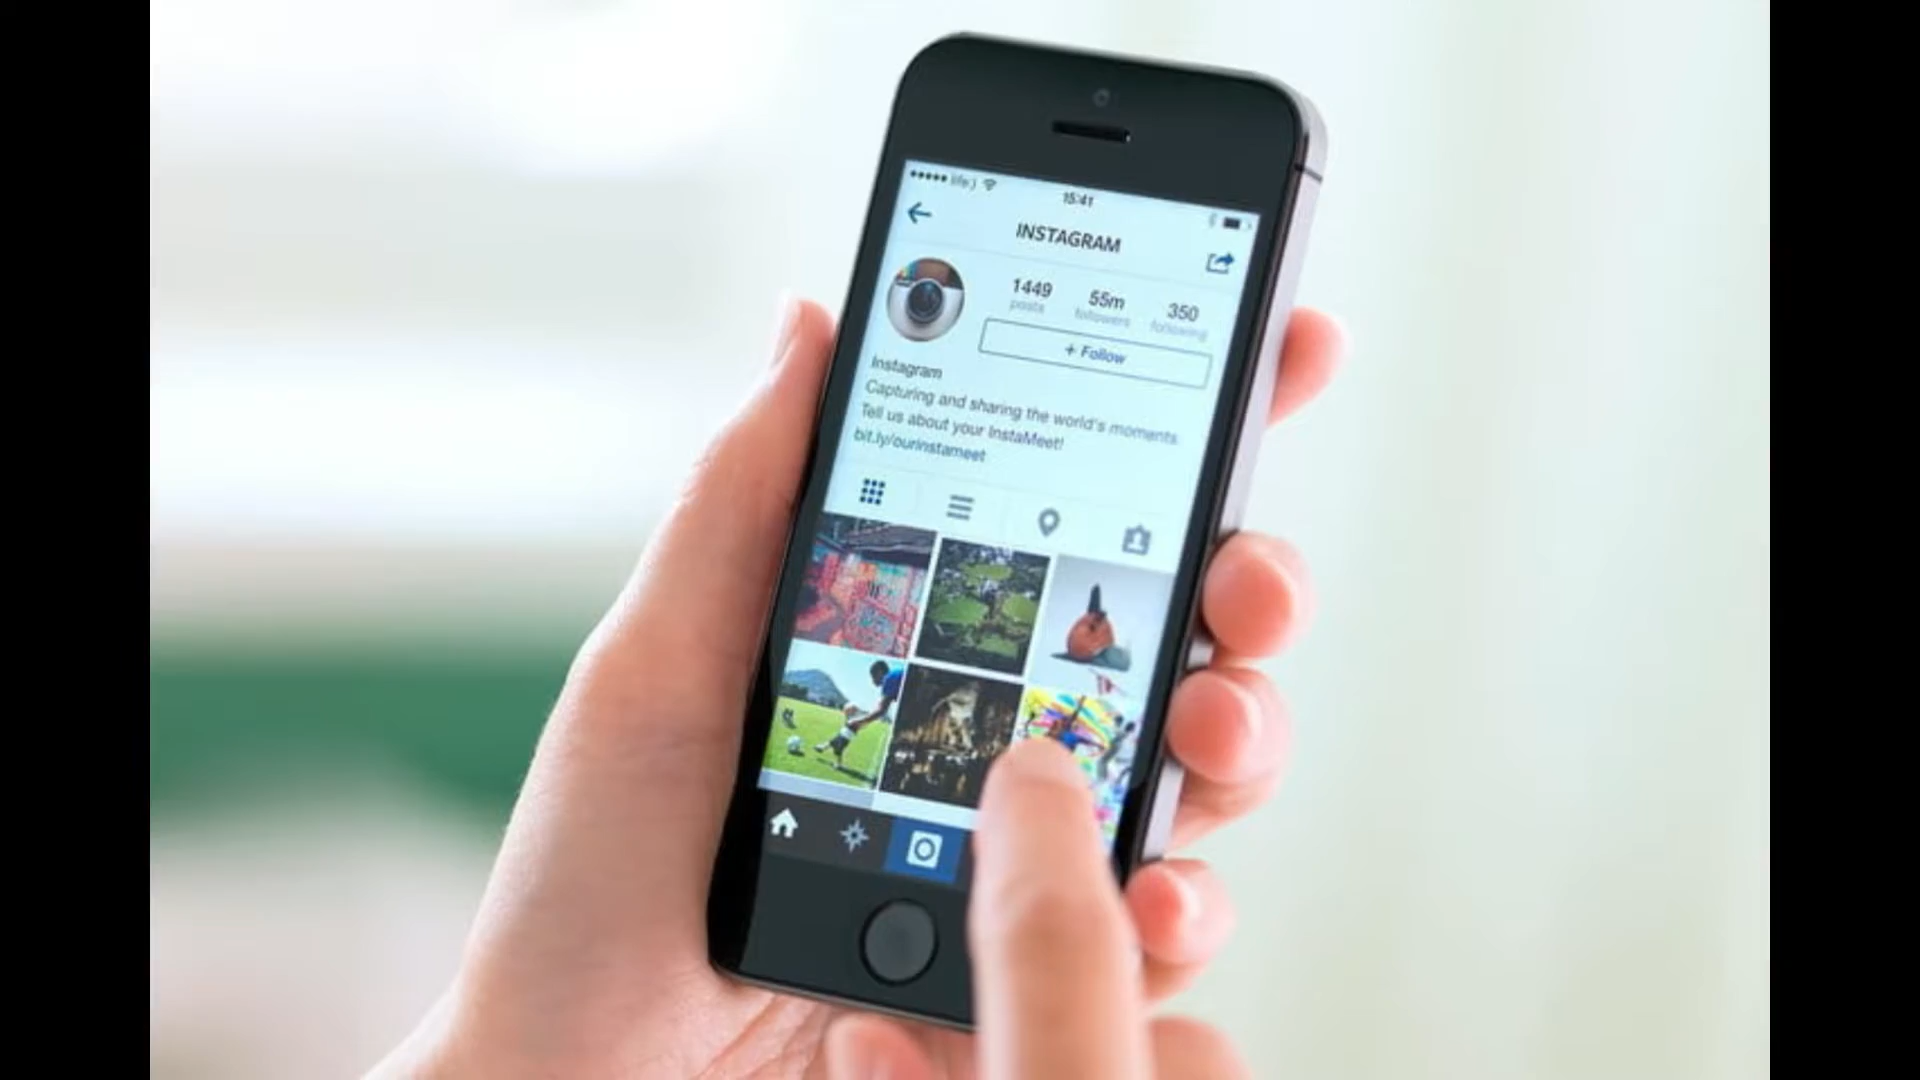 life:)
15:41
INSTAGRAM
1449 55m 350
posts followers following
+ Follow
Instagram
Capturing and sharing the world's moments.
Tell us about your InstaMeet!
bit.ly/ourinstameet